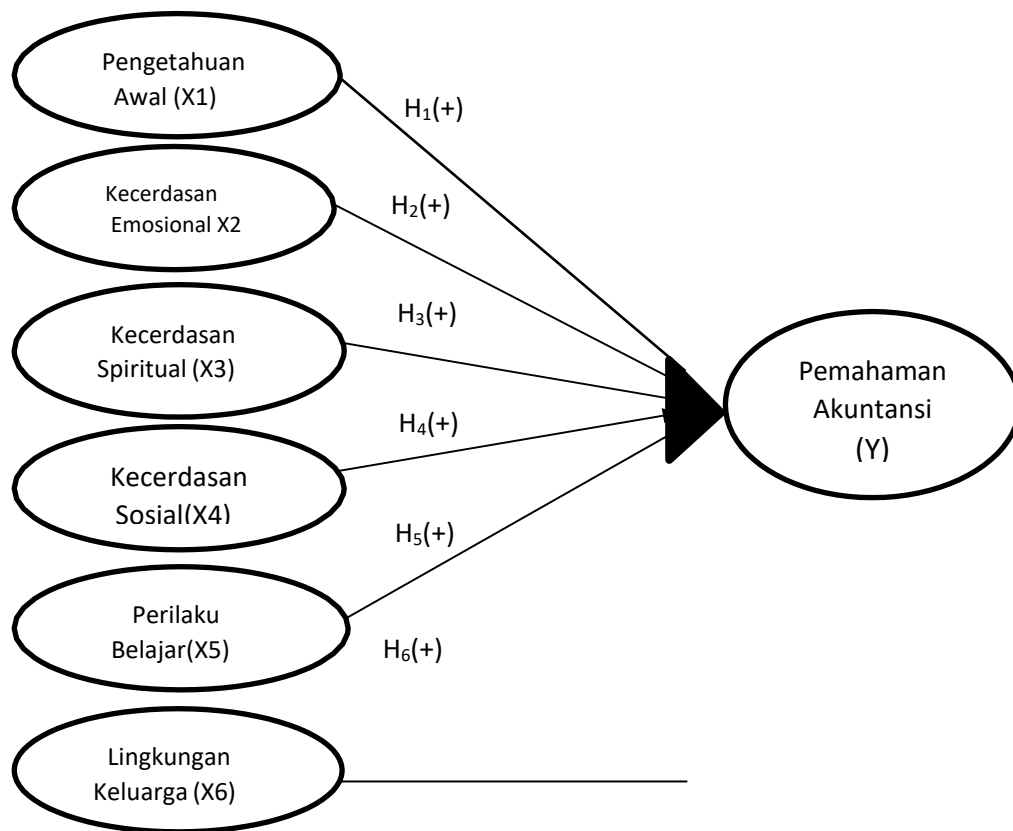 Pengetahuan
Awal (X1)
H₁(+)
Kecerdasan
Emosional X2
H₂(+)
Kecerdasan
Spiritual (X3)
H₃(+)
Kecerdasan
Sosial(X4)
H₄(+)
Perilaku
Belajar(X5)
H₅(+)
Lingkungan
Keluarga (X6)
H₆(+)
Pemahaman
Akuntansi
(Y)